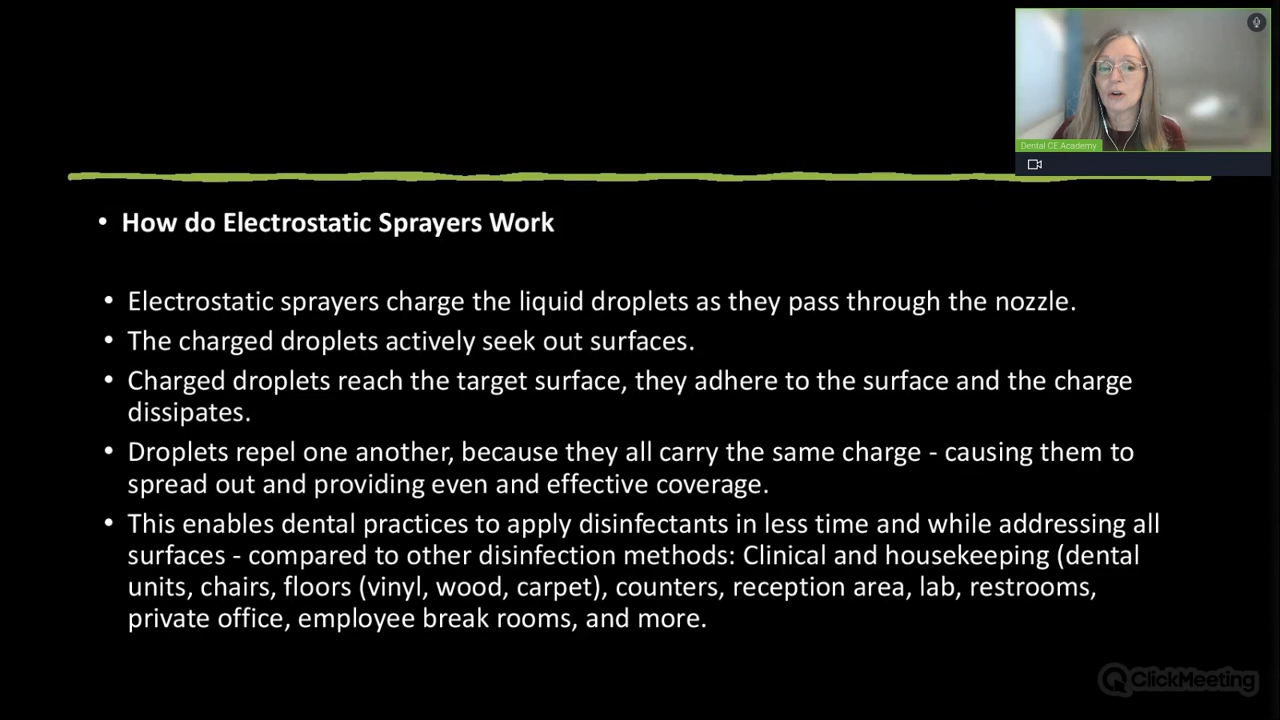 Dental CE Academy
• How do Electrostatic Sprayers Work
• Electrostatic sprayers charge the liquid droplets as they pass through the nozzle.
• The charged droplets actively seek out surfaces.
• Charged droplets reach the target surface, they adhere to the surface and the charge
dissipates.
• Droplets repel one another, because they all carry the same charge - causing them to
spread out and providing even and effective coverage.
• This enables dental practices to apply disinfectants in less time and while addressing all
surfaces - compared to other disinfection methods: Clinical and housekeeping (dental
units, chairs, floors (vinyl, wood, carpet), counters, reception area, lab, restrooms,
private office, employee break rooms, and more.
ClickMeeting